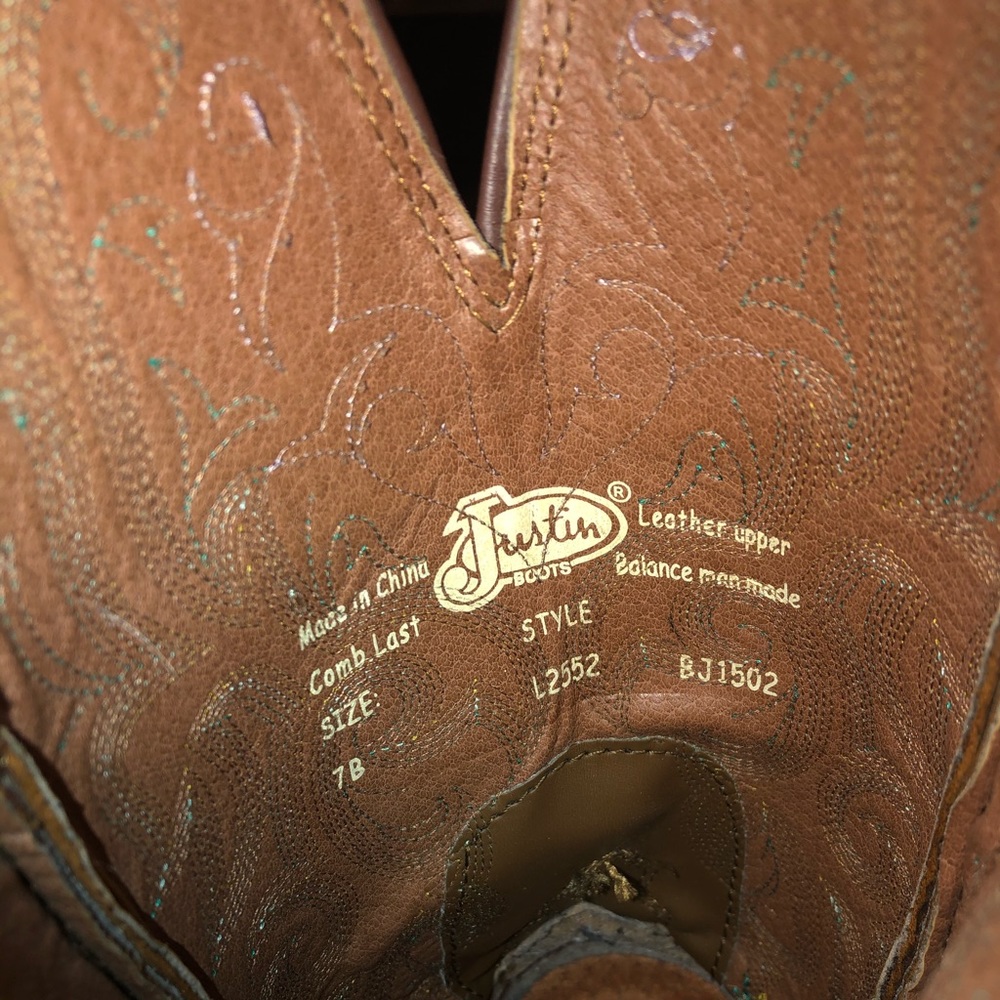 Justin ®
BOOTS
Made in China
Comb Last
SIZE:
7B
STYLE
L2552
Leather upper
Balance man made
BJ1502